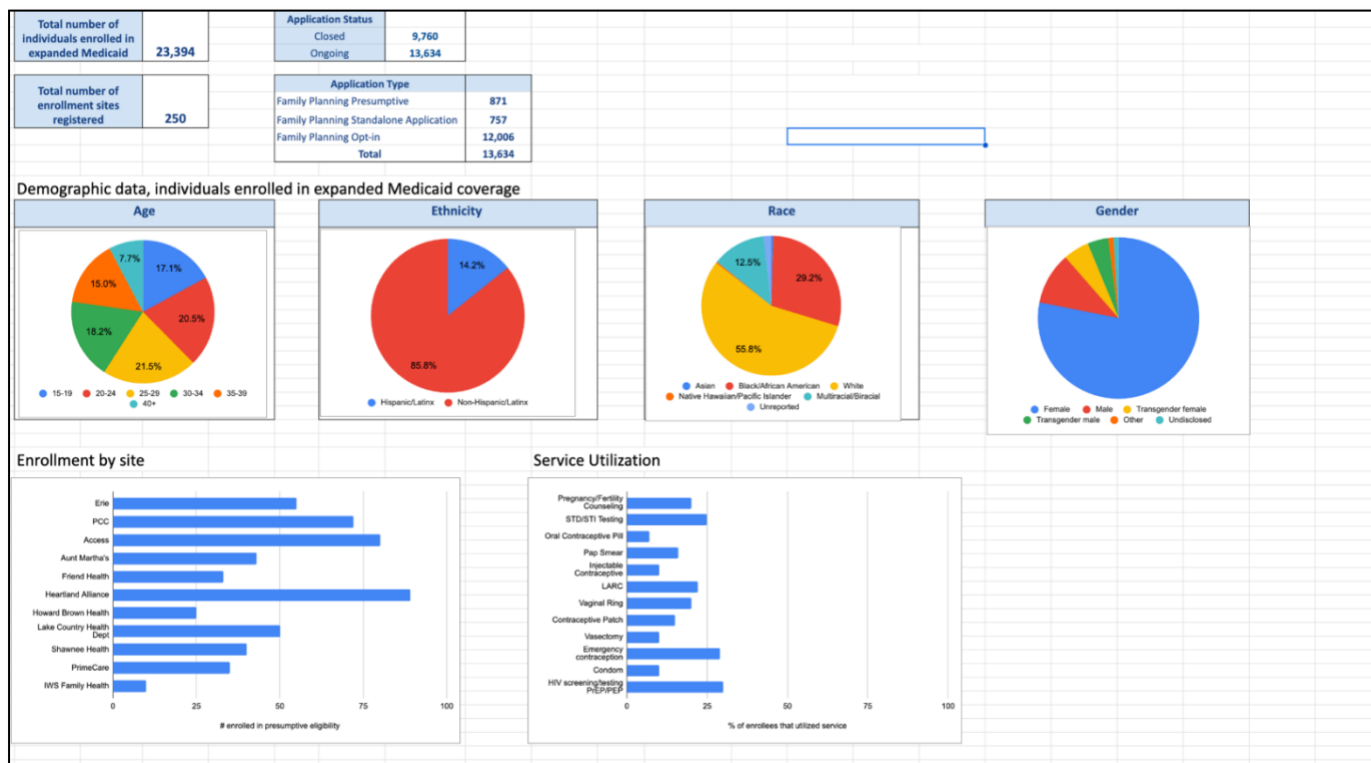 Total number of
individuals enrolled in
expanded Medicaid
23,394
Application Status
Closed 9,760
Ongoing 13,634
Total number of
enrollment sites
registered
250
Application Type
Family Planning Presumptive 871
Family Planning Standalone Application 757
Family Planning Opt-in 12,006
Total 13,634
Demographic data, individuals enrolled in expanded Medicaid coverage
Age
17.1%
20.5%
21.5%
18.2%
15.0%
7.7%
15-19 20-24 25-29 30-34 35-39
40+
Ethnicity
14.2%
85.8%
Hispanic/Latinx Non-Hispanic/Latinx
Race
12.5%
29.2%
55.8%
Asian Black/African American White
Native Hawaiian/Pacific Islander Multiracial/Biracial
Unreported
Gender
Female Male Transgender female
Transgender male Other Undisclosed
Enrollment by site
Erie
PCC
Access
Aunt Martha's
Friend Health
Heartland Alliance
Howard Brown Health
Lake Country Health
Dept
Shawnee Health
PrimeCare
IWS Family Health
0 25 50 75 100
# enrolled in presumptive eligibility
Service Utilization
Pregnancy/Fertility
Counseling
STD/STI Testing
Oral Contraceptive Pill
Pap Smear
Injectable
Contraceptive
LARC
Vaginal Ring
Contraceptive Patch
Vasectomy
Emergency
contraception
Condom
HIV screening/testing
PrEP/PEP
0 25 50 75 100
% of enrollees that utilized service